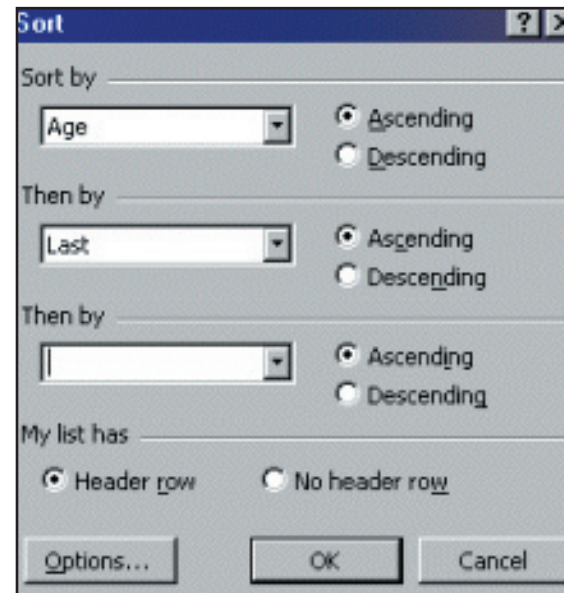 Sort
Sort by
Age
Ascending
Descending
Then by
Last
Ascending
Descending
Then by
Ascending
Descending
My list has
Header row
No header row
Options...
OK
Cancel